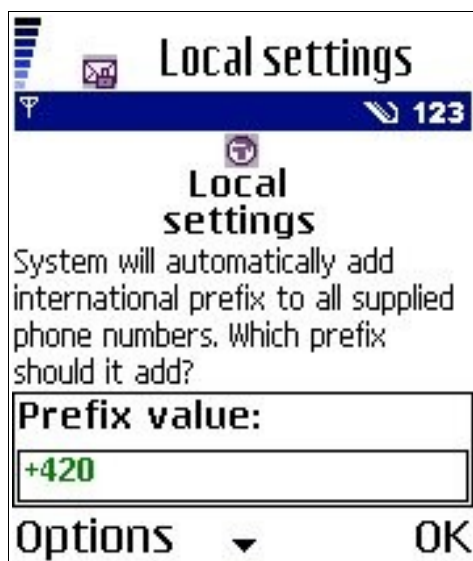 Local settings
123
Local
settings
System will automatically add
international prefix to all supplied
phone numbers. Which prefix
should it add?
Prefix value:
+420
Options
OK